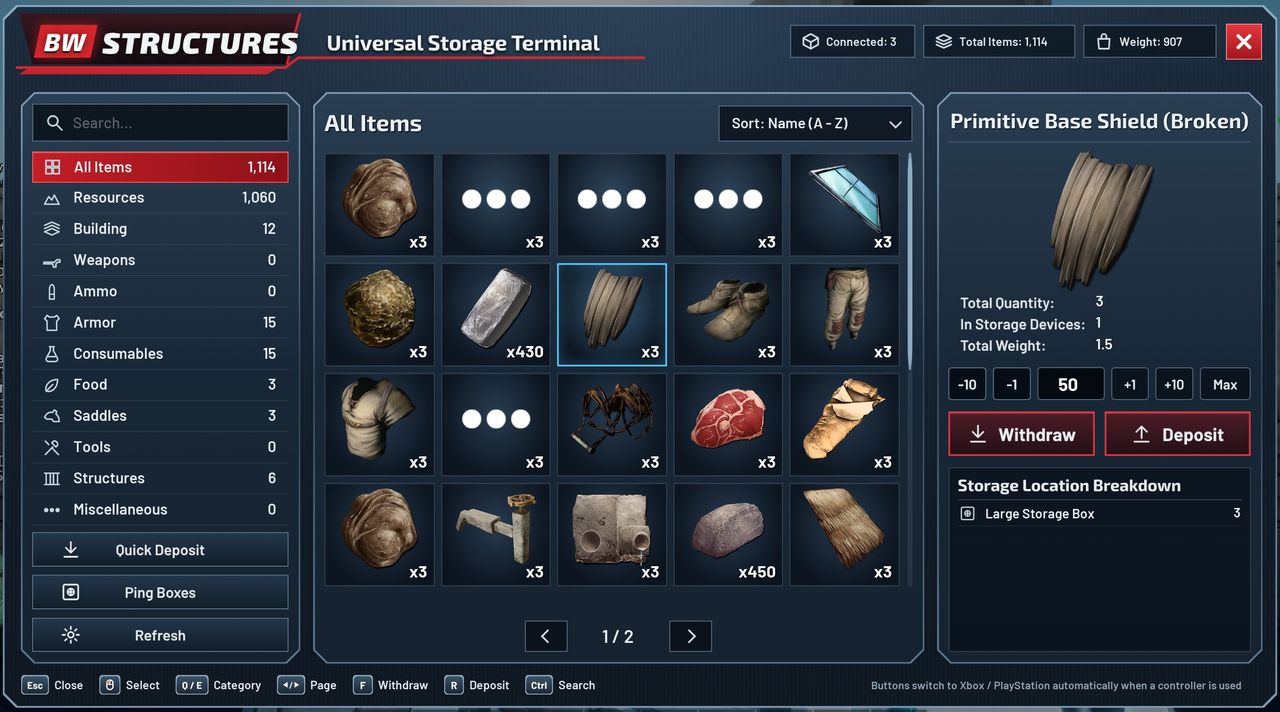 BW STRUCTURES
Universal Storage Terminal
Connected: 3
Total Items: 1,114
Weight: 907
Search...
All Items 1,114
Resources 1,060
Building 12
Weapons 0
Ammo 0
Armor 15
Consumables 15
Food 3
Saddles 3
Tools 0
Structures 6
Miscellaneous 0
Quick Deposit
Ping Boxes
Refresh
All Items
Sort: Name (A - Z)
x3 x3 x3 x3 x3
x3 x430 x3 x3 x3
x3 x3 x3 x3 x3
x3 x3 x3 x450 x3
1 / 2
Primitive Base Shield (Broken)
Total Quantity: 3
In Storage Devices: 1
Total Weight: 1.5
-10 -1 50 +1 +10 Max
Withdraw Deposit
Storage Location Breakdown
Large Storage Box 3
Esc Close Select Q / E Category </> Page F Withdraw R Deposit Ctrl Search
Buttons switch to Xbox / PlayStation automatically when a controller is used